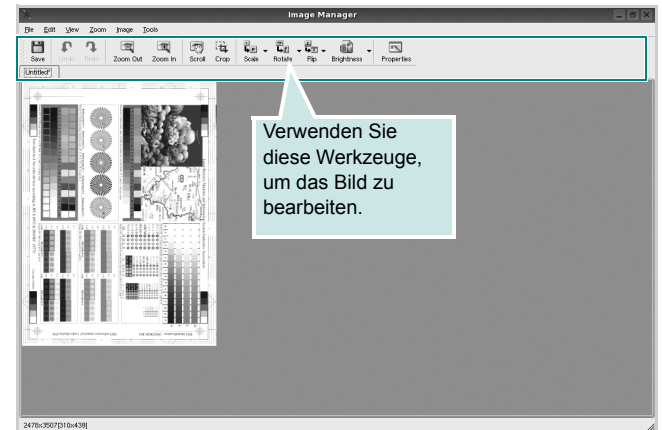 Image Manager
File Edit View Zoom Image Tools
Save Undo Redo Zoom Out Zoom In Scroll Crop Scale Rotate Flip Brightness Properties
Untitled*
Verwenden Sie
diese Werkzeuge,
um das Bild zu
bearbeiten.
2478x3507[310x439]